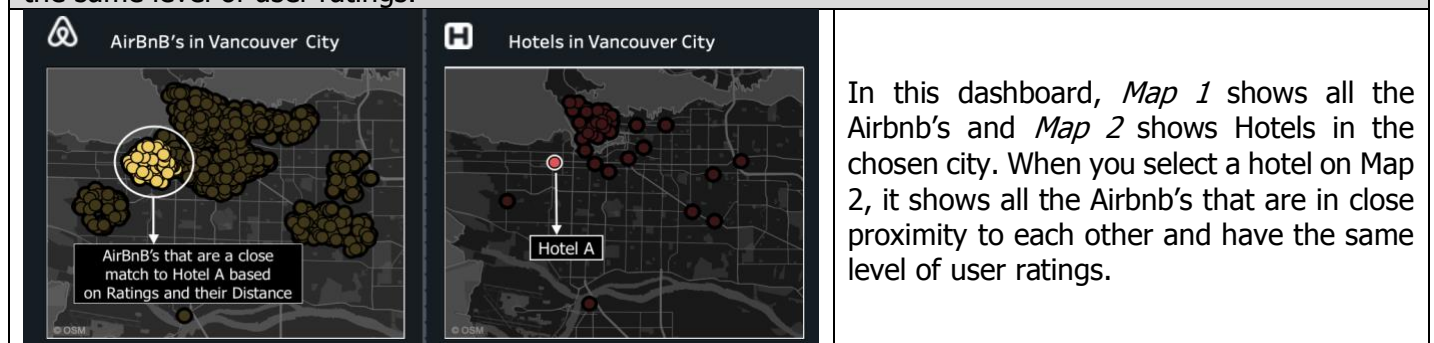 the same level of user ratings.
AirBnB's in Vancouver City
H
Hotels in Vancouver City
AirBnB's that are a close
match to Hotel A based
on Ratings and their Distance
© OSM
Hotel A
© OSM
In this dashboard, Map 1 shows all the
Airbnb's and Map 2 shows Hotels in the
chosen city. When you select a hotel on Map
2, it shows all the Airbnb's that are in close
proximity to each other and have the same
level of user ratings.